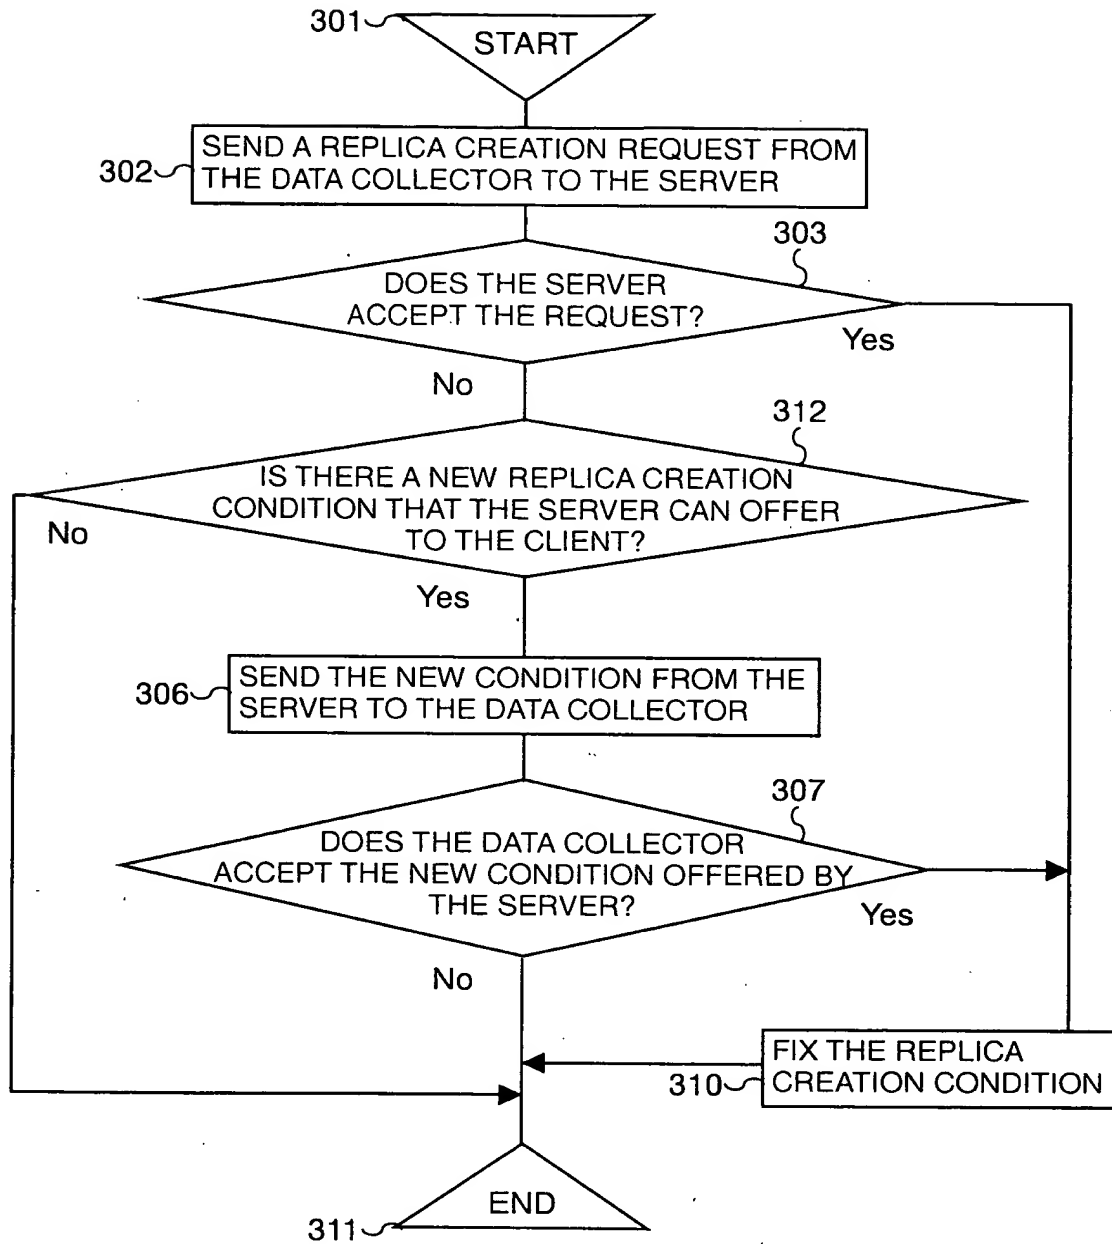 301
START
SEND A REPLICA CREATION REQUEST FROM
THE DATA COLLECTOR TO THE SERVER
302
303
DOES THE SERVER
ACCEPT THE REQUEST?
Yes
No
312
IS THERE A NEW REPLICA CREATION
CONDITION THAT THE SERVER CAN OFFER
TO THE CLIENT?
No
Yes
SEND THE NEW CONDITION FROM THE
SERVER TO THE DATA COLLECTOR
306
307
DOES THE DATA COLLECTOR
ACCEPT THE NEW CONDITION OFFERED BY
THE SERVER?
Yes
No
FIX THE REPLICA
CREATION CONDITION
310
END
311